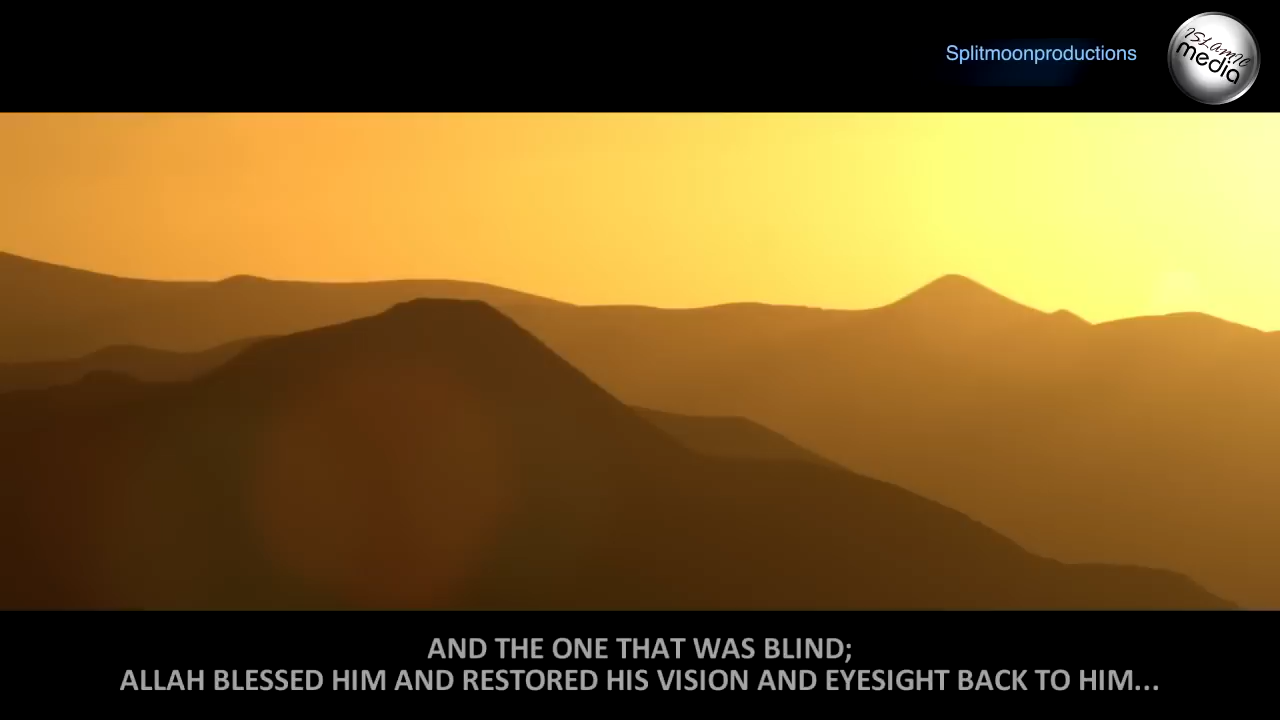 Splitmoonproductions
ISLAMIC
media
AND THE ONE THAT WAS BLIND;
ALLAH BLESSED HIM AND RESTORED HIS VISION AND EYESIGHT BACK TO HIM...